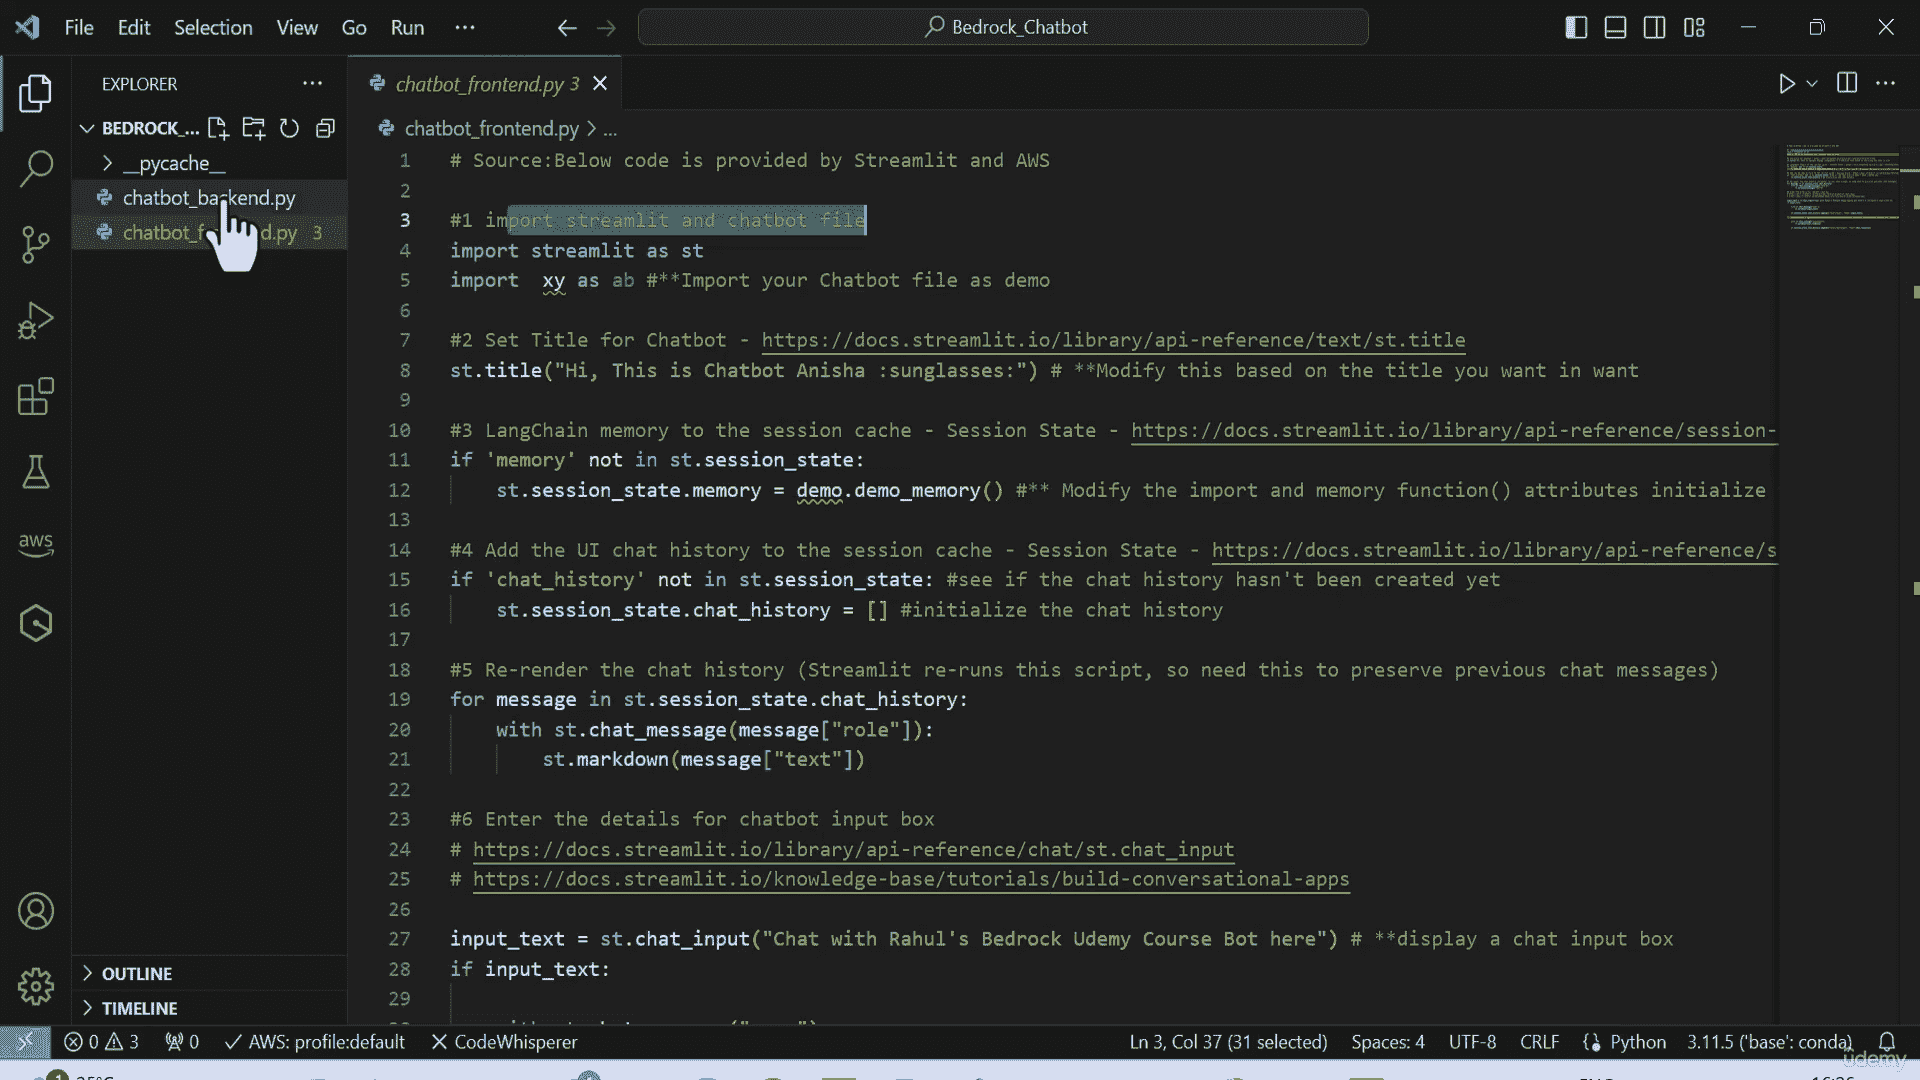 File Edit Selection View Go Run ··· Bedrock_Chatbot
EXPLORER ···
chatbot_frontend.py 3
BEDROCK_...
chatbot_frontend.py > ...
__pycache__
chatbot_backend.py
3
1 # Source:Below code is provided by Streamlit and AWS
2
3 #1 import streamlit and chatbot file
4 import streamlit as st
5 import  xy as ab #**Import your Chatbot file as demo
6
7 #2 Set Title for Chatbot - https://docs.streamlit.io/library/api-reference/text/st.title
8 st.title("Hi, This is Chatbot Anisha :sunglasses:") # **Modify this based on the title you want in want
9
10 #3 LangChain memory to the session cache - Session State - https://docs.streamlit.io/library/api-reference/session-
11 if 'memory' not in st.session_state:
12     st.session_state.memory = demo.demo_memory() #** Modify the import and memory function() attributes initialize
13
14 #4 Add the UI chat history to the session cache - Session State - https://docs.streamlit.io/library/api-reference/s
15 if 'chat_history' not in st.session_state: #see if the chat history hasn't been created yet
16     st.session_state.chat_history = [] #initialize the chat history
17
18 #5 Re-render the chat history (Streamlit re-runs this script, so need this to preserve previous chat messages)
19 for message in st.session_state.chat_history:
20     with st.chat_message(message["role"]):
21         st.markdown(message["text"])
22
23 #6 Enter the details for chatbot input box
24 # https://docs.streamlit.io/library/api-reference/chat/st.chat_input
25 # https://docs.streamlit.io/knowledge-base/tutorials/build-conversational-apps
26
27 input_text = st.chat_input("Chat with Rahul's Bedrock Udemy Course Bot here") # **display a chat input box
28 if input_text:
29
aws
OUTLINE
TIMELINE
0 3 0 AWS: profile:default CodeWhisperer Ln 3, Col 37 (31 selected) Spaces: 4 UTF-8 CRLF Python 3.11.5 ('base': conda)
udemy